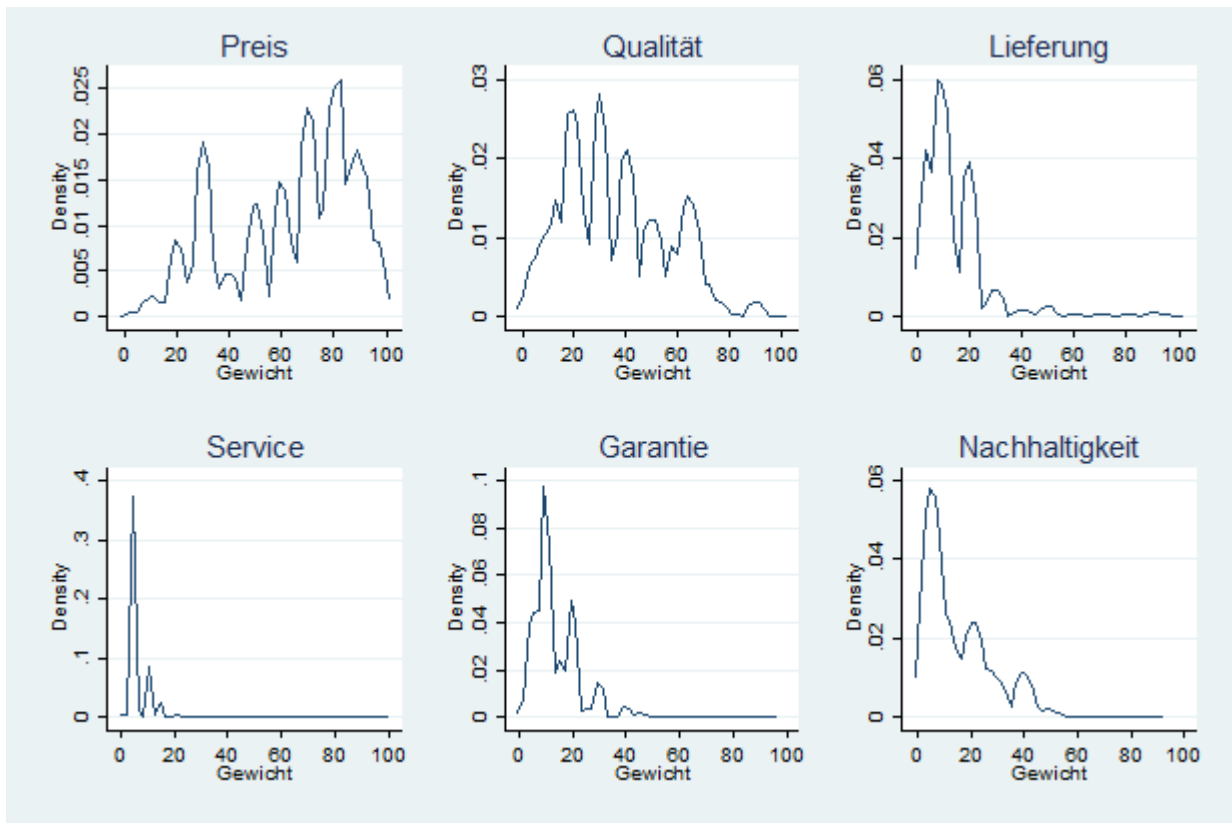 Preis
Density
0 .005 .01 .015 .02 .025
0 20 40 60 80 100
Gewicht
Qualität
Density
0 .01 .02 .03
0 20 40 60 80 100
Gewicht
Lieferung
Density
0 .02 .04 .06
0 20 40 60 80 100
Gewicht
Service
Density
0 .1 .2 .3 .4
0 20 40 60 80 100
Gewicht
Garantie
Density
0 .02 .04 .06 .08 .1
0 20 40 60 80 100
Gewicht
Nachhaltigkeit
Density
0 .02 .04 .06
0 20 40 60 80 100
Gewicht